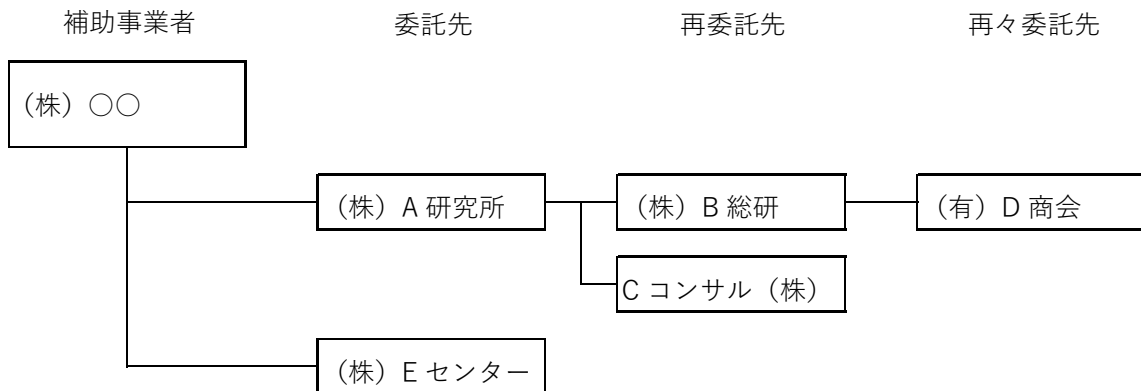 補助事業者 委託先 再委託先 再々委託先
（株）○○
（株）A 研究所 （株）B 総研 （有）D 商会
C コンサル（株）
（株）E センター